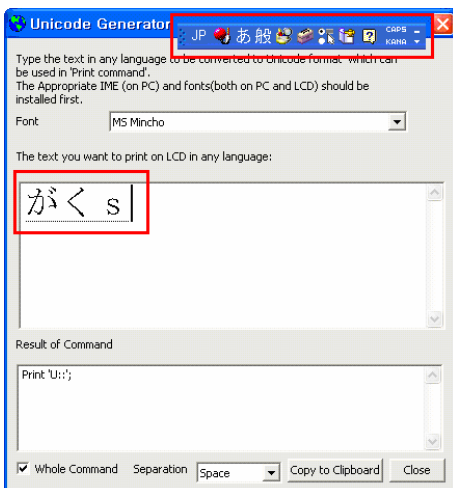 Unicode Generator
JP あ 般 CAPS KANA
Type the text in any language to be converted to Unicode format which can
be used in 'Print command'.
The Appropriate IME (on PC) and fonts(both on PC and LCD) should be
installed first.
Font MS Mincho
The text you want to print on LCD in any language:
がくｓ
Result of Command
Print 'U::';
Whole Command Separation Space Copy to Clipboard Close